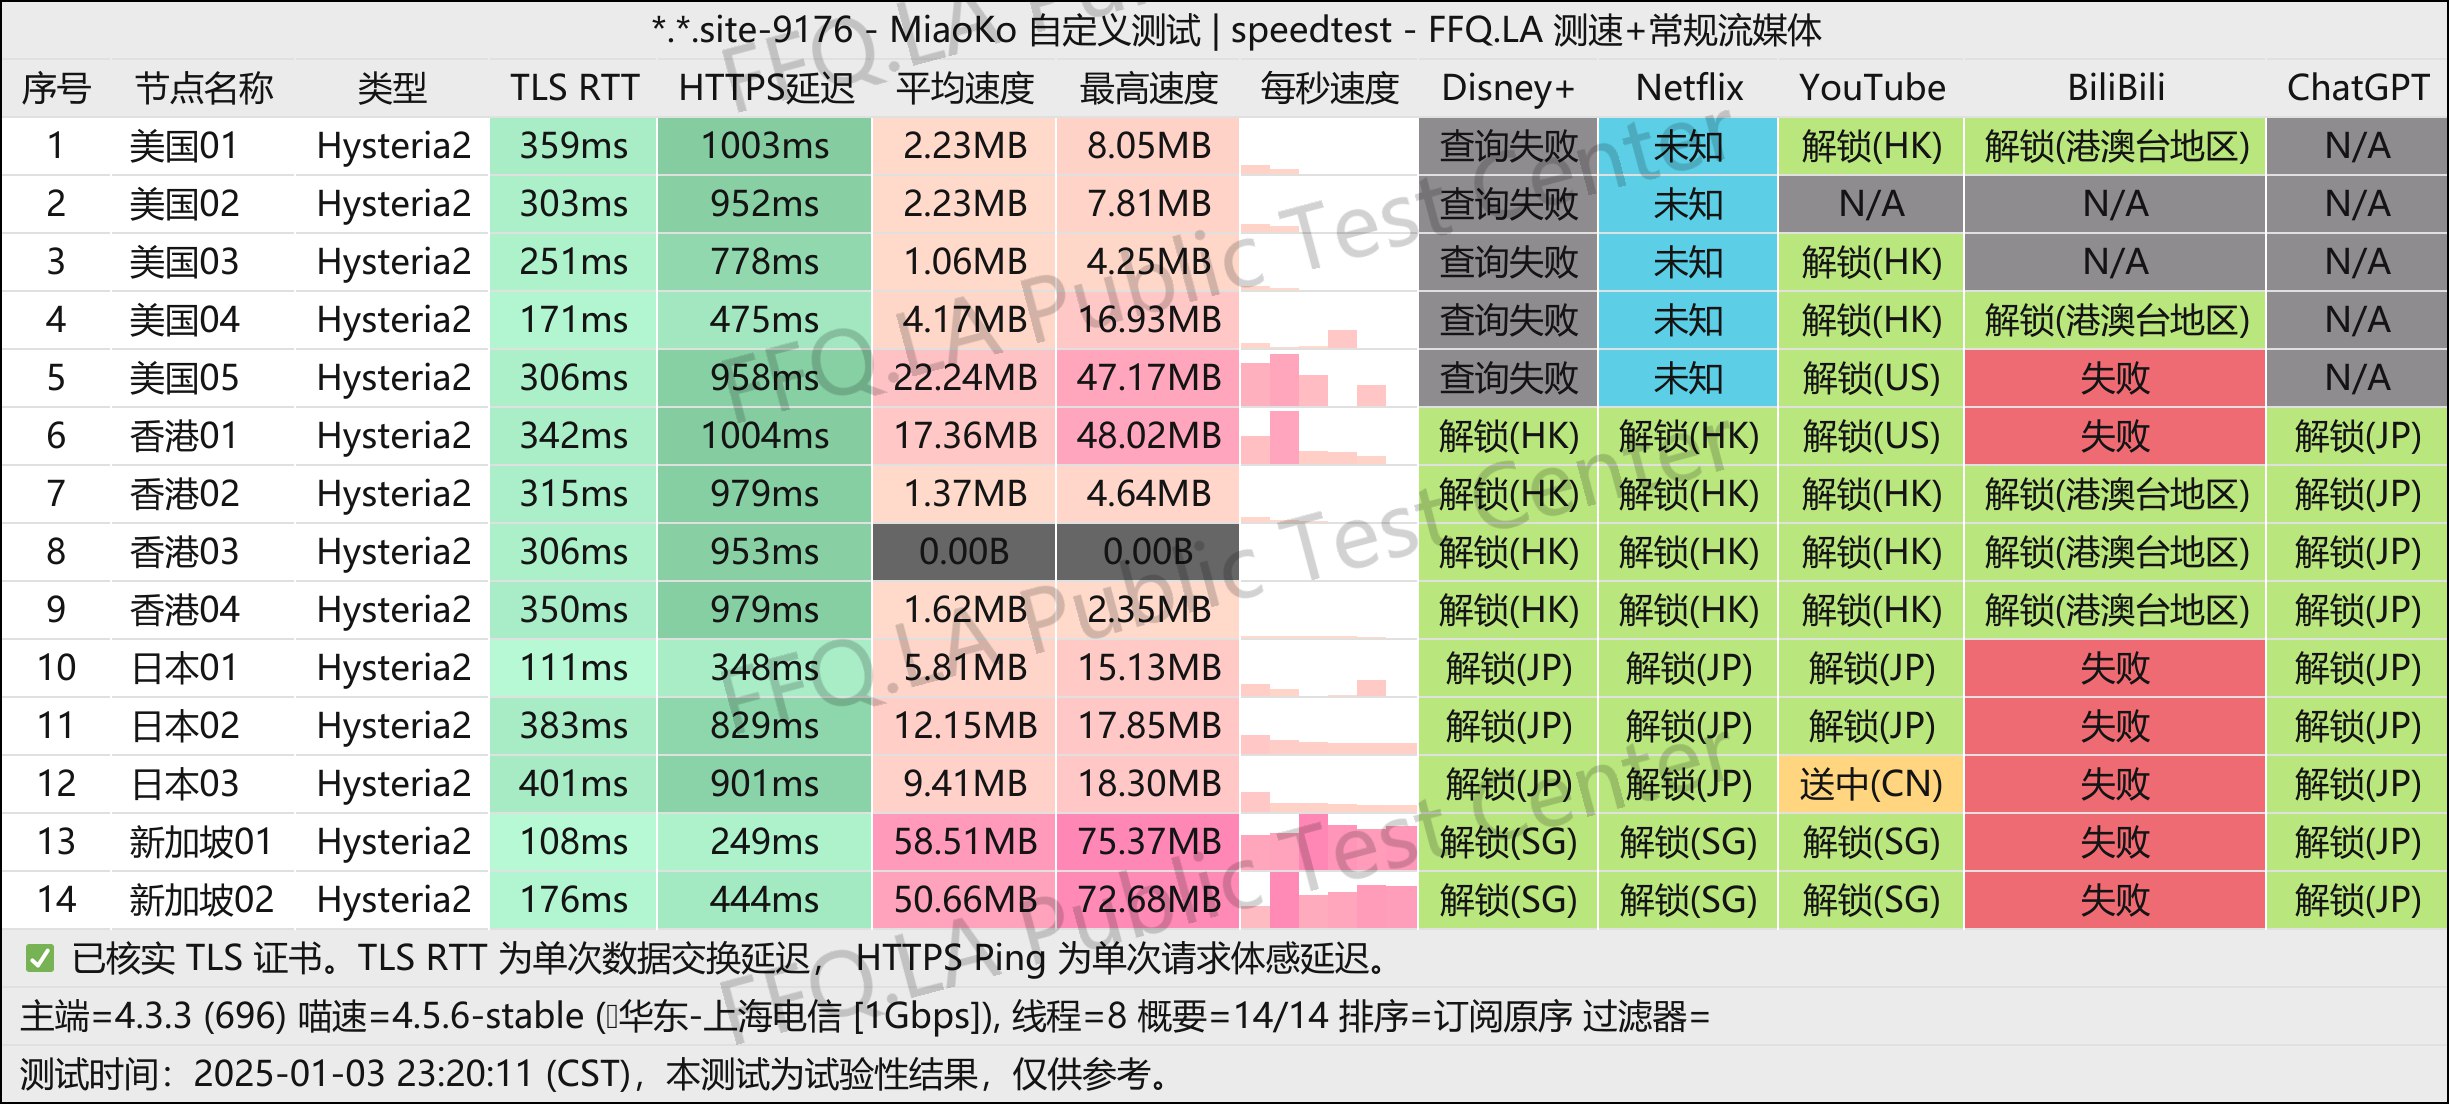 *.*.site-9176 - MiaoKo 自定义测试 | speedtest - FFQ.LA 测速+常规流媒体
序号 节点名称 类型 TLS RTT HTTPS延迟 平均速度 最高速度 每秒速度 Disney+ Netflix YouTube BiliBili ChatGPT
1 美国01 Hysteria2 359ms 1003ms 2.23MB 8.05MB 查询失败 未知 解锁(HK) 解锁(港澳台地区) N/A
2 美国02 Hysteria2 303ms 952ms 2.23MB 7.81MB 查询失败 未知 N/A N/A N/A
3 美国03 Hysteria2 251ms 778ms 1.06MB 4.25MB 查询失败 未知 解锁(HK) N/A N/A
4 美国04 Hysteria2 171ms 475ms 4.17MB 16.93MB 查询失败 未知 解锁(HK) 解锁(港澳台地区) N/A
5 美国05 Hysteria2 306ms 958ms 22.24MB 47.17MB 查询失败 未知 解锁(US) 失败 N/A
6 香港01 Hysteria2 342ms 1004ms 17.36MB 48.02MB 解锁(HK) 解锁(HK) 解锁(US) 失败 解锁(JP)
7 香港02 Hysteria2 315ms 979ms 1.37MB 4.64MB 解锁(HK) 解锁(HK) 解锁(HK) 解锁(港澳台地区) 解锁(JP)
8 香港03 Hysteria2 306ms 953ms 0.00B 0.00B 解锁(HK) 解锁(HK) 解锁(HK) 解锁(港澳台地区) 解锁(JP)
9 香港04 Hysteria2 350ms 979ms 1.62MB 2.35MB 解锁(HK) 解锁(HK) 解锁(HK) 解锁(港澳台地区) 解锁(JP)
10 日本01 Hysteria2 111ms 348ms 5.81MB 15.13MB 解锁(JP) 解锁(JP) 解锁(JP) 失败 解锁(JP)
11 日本02 Hysteria2 383ms 829ms 12.15MB 17.85MB 解锁(JP) 解锁(JP) 解锁(JP) 失败 解锁(JP)
12 日本03 Hysteria2 401ms 901ms 9.41MB 18.30MB 解锁(JP) 解锁(JP) 送中(CN) 失败 解锁(JP)
13 新加坡01 Hysteria2 108ms 249ms 58.51MB 75.37MB 解锁(SG) 解锁(SG) 解锁(SG) 失败 解锁(JP)
14 新加坡02 Hysteria2 176ms 444ms 50.66MB 72.68MB 解锁(SG) 解锁(SG) 解锁(SG) 失败 解锁(JP)
✅ 已核实 TLS 证书。TLS RTT 为单次数据交换延迟， HTTPS Ping 为单次请求体感延迟。
主端=4.3.3 (696) 喵速=4.5.6-stable (▯华东-上海电信 [1Gbps]), 线程=8 概要=14/14 排序=订阅原序 过滤器=
测试时间：2025-01-03 23:20:11 (CST)，本测试为试验性结果，仅供参考。
FFQ.LA Public Test Center
FFQ.LA Public Test Center
FFQ.LA Public Test Center
FFQ.LA Public Test Center